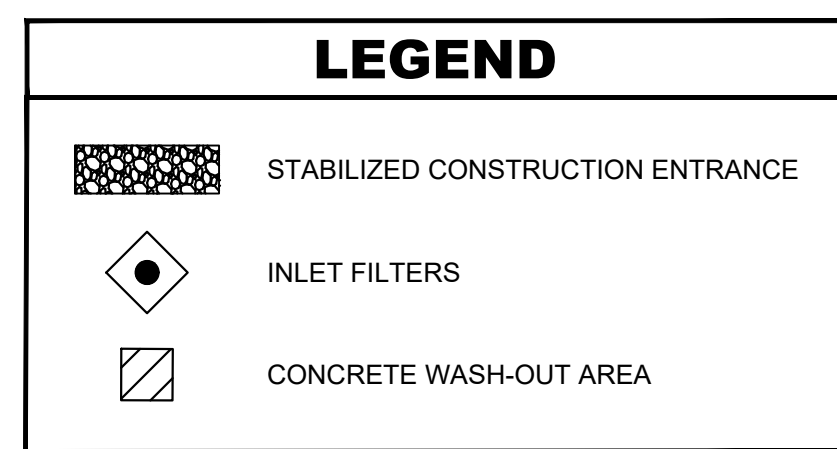 LEGEND
STABILIZED CONSTRUCTION ENTRANCE
INLET FILTERS
CONCRETE WASH-OUT AREA